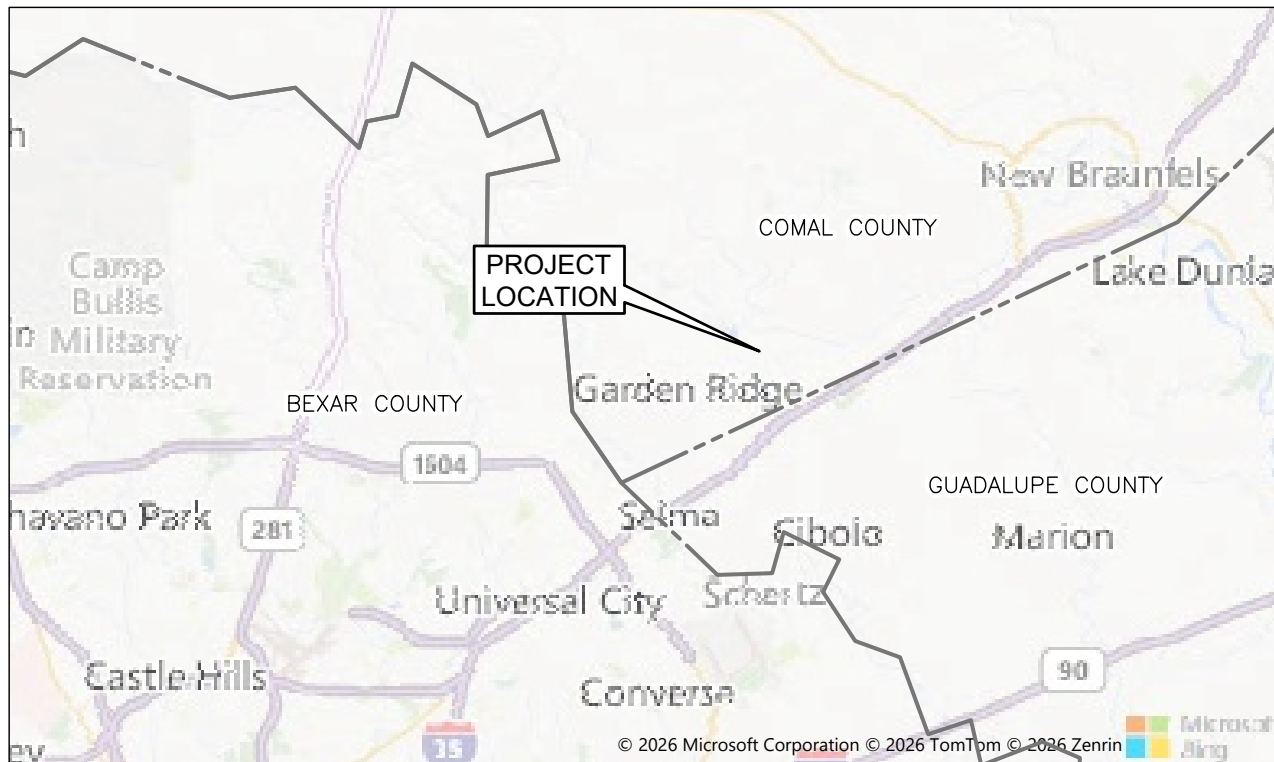 h
New Braunfels
COMAL COUNTY
PROJECT
LOCATION
Camp
Bullis
Military
Reservation
Lake Dunla
n
Garden Ridge
BEXAR COUNTY
1604
GUADALUPE COUNTY
havano Park
281
Selma
Cibolo
Marion
Universal City
Schertz
Castle Hills
Converse
90
35
ey
© 2026 Microsoft Corporation © 2026 TomTom © 2026 Zenrin
Microsoft
Bing